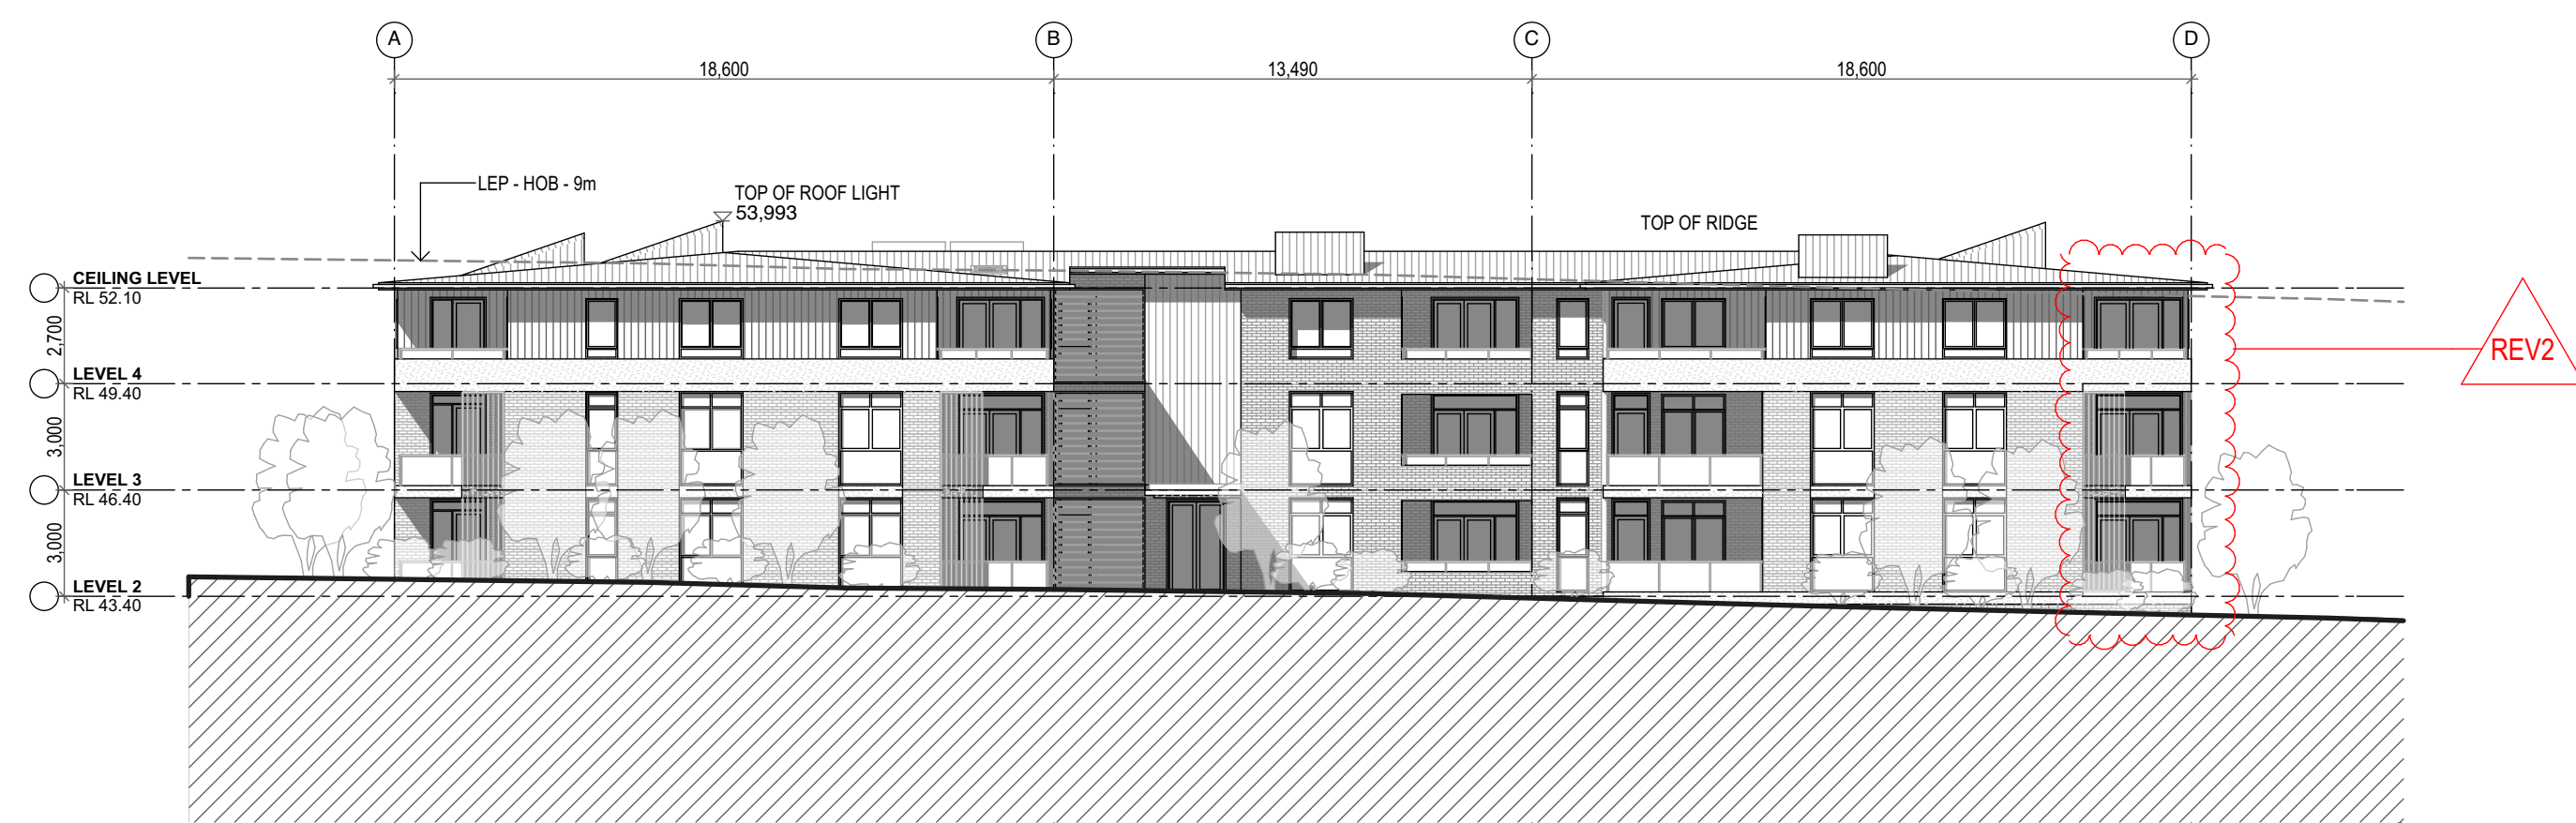 A
B
C
D
18,600
13,490
18,600
LEP - HOB - 9m
TOP OF ROOF LIGHT
53,993
TOP OF RIDGE
CEILING LEVEL
RL 52.10
2,700
REV2
LEVEL 4
RL 49.40
3,000
LEVEL 3
RL 46.40
3,000
LEVEL 2
RL 43.40